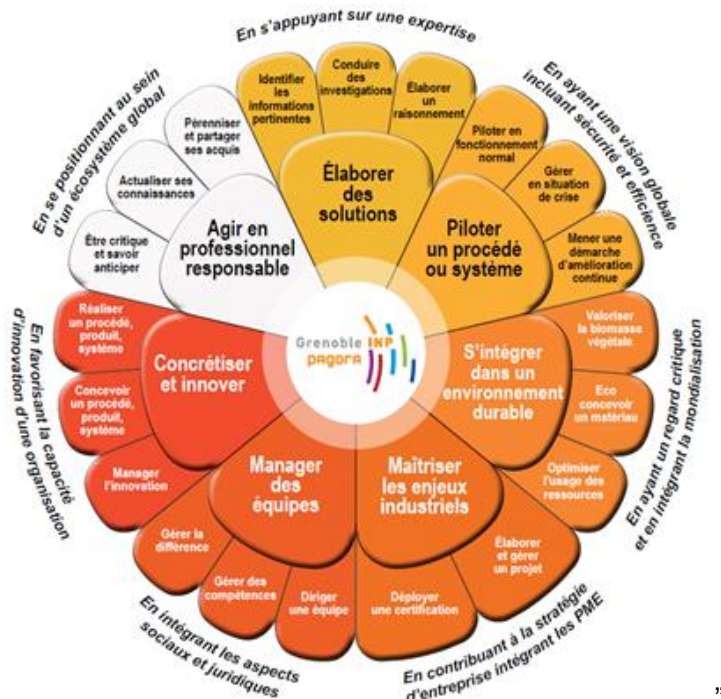 En s'appuyant sur une expertise
Identifier
les
informations
pertinentes
Conduire
des
investigations
Élaborer
un
raisonnement
Élaborer
des
solutions
En ayant une vision globale
incluant sécurité et efficience
Piloter en
fonctionnement
normal
Gérer
en situation
de crise
Mener une
démarche
d'amélioration
continue
Piloter
un procédé
ou système
En ayant un regard critique
et en intégrant la mondialisation
Valoriser
la biomasse
végétale
Eco
concevoir
un matériau
Optimiser
l'usage des
ressources
S'intégrer
dans un
environnement
durable
En contribuant à la stratégie
d'entreprise intégrant les PME
Élaborer
et gérer
un projet
Déployer
une certification
Maîtriser
les enjeux
industriels
En intégrant les aspects
sociaux et juridiques
Diriger
une équipe
Gérer des
compétences
Gérer la
différence
Manager
des
équipes
En favorisant la capacité
d'innovation d'une organisation
Manager
l'innovation
Concevoir
un procédé,
produit,
système
Réaliser
un procédé,
produit,
système
Concrétiser
et innover
En se positionnant au sein
d'un écosystème global
Être critique
et savoir
anticiper
Actualiser ses
connaissances
Pérenniser
et partager
ses acquis
Agir en
professionnel
responsable
Grenoble INP
pagora
"